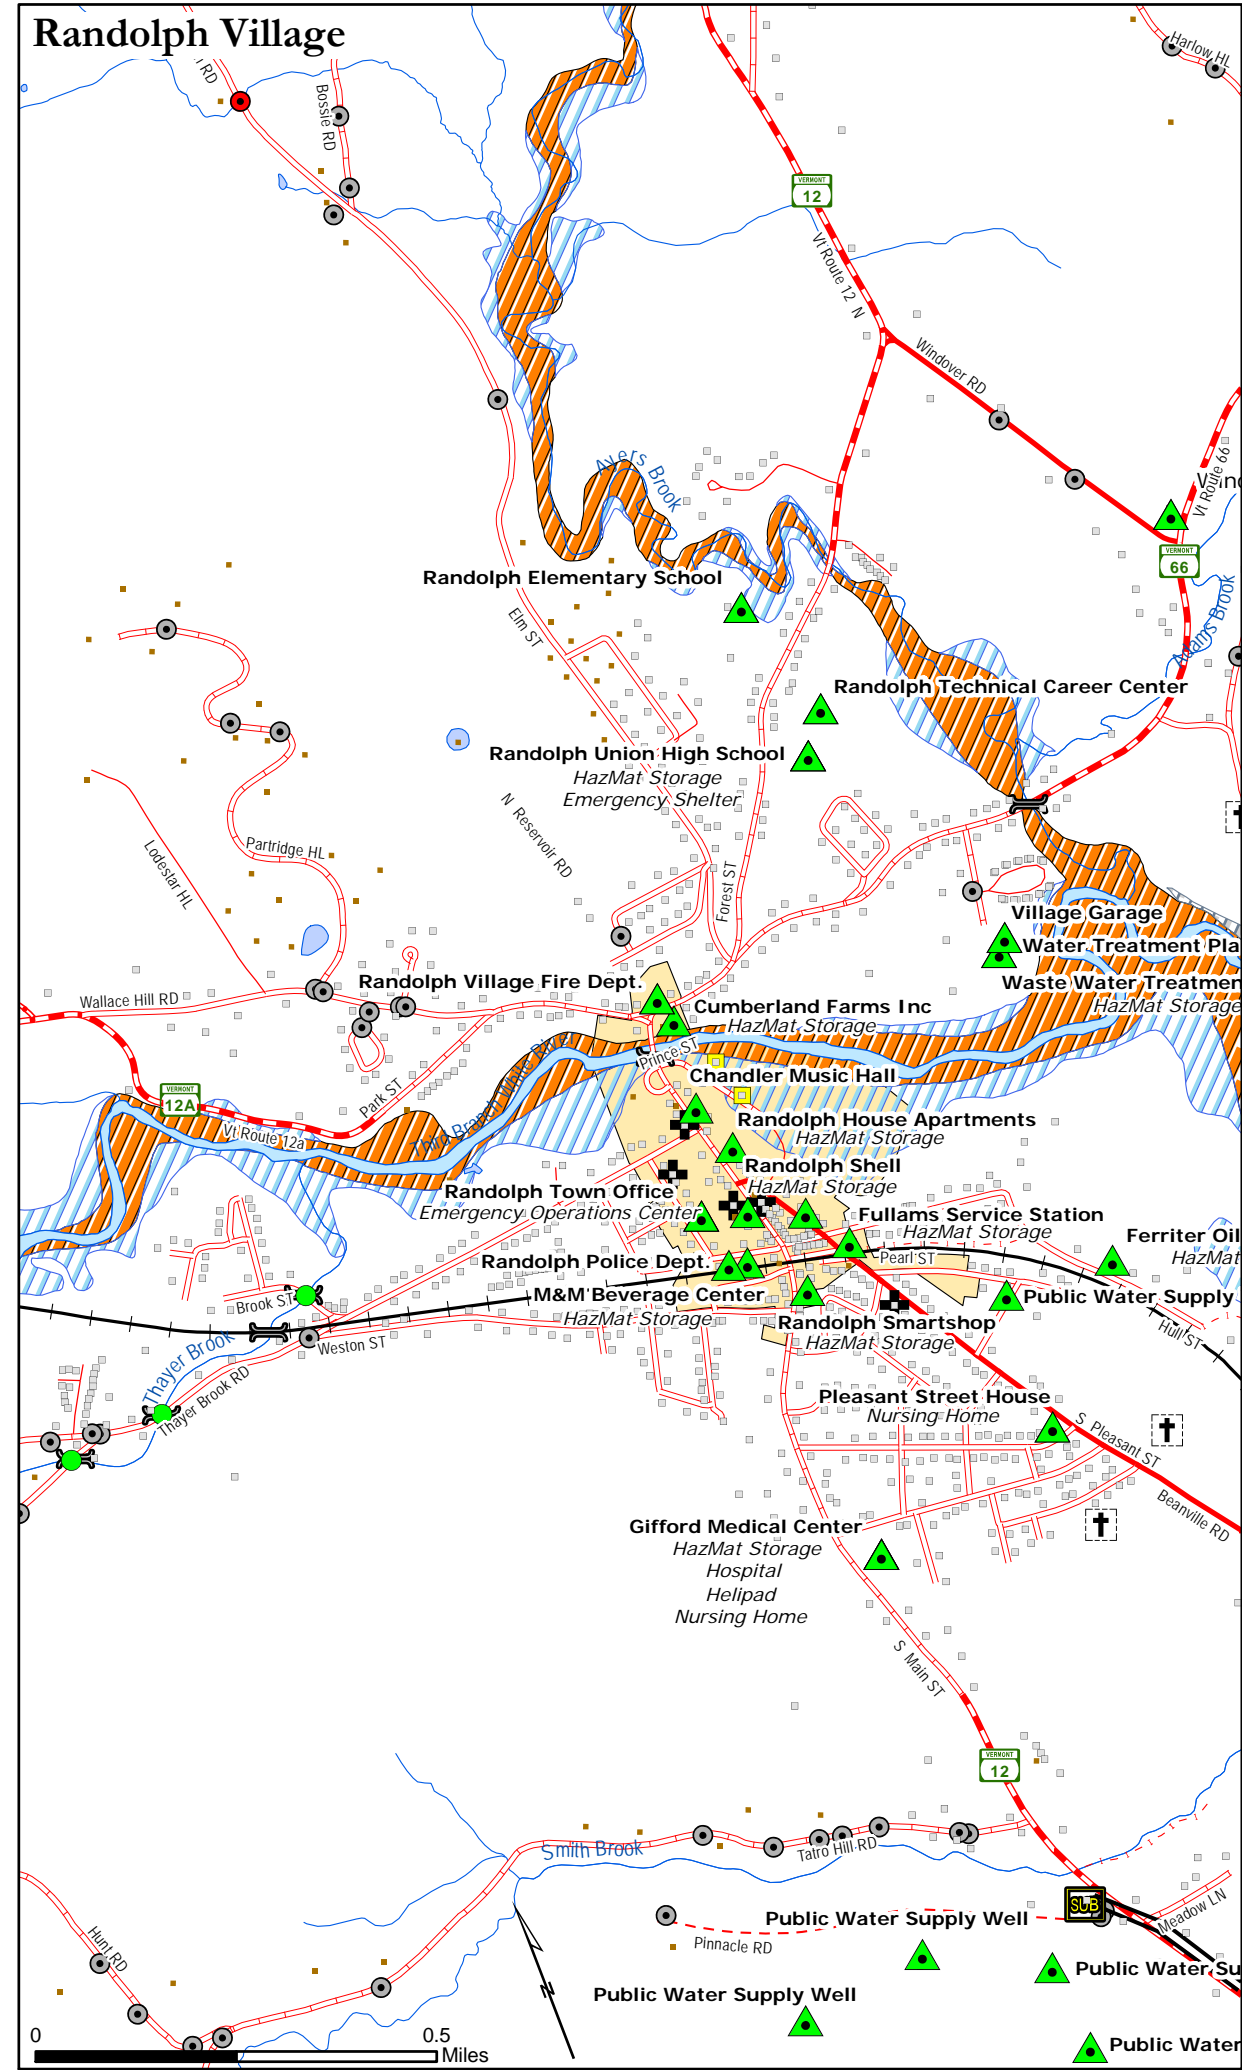 Randolph Village
RD
Bossie RD
Harlow HL
VERMONT
12
Vt Route 12 N
Windover RD
Vt Route 66
VERMONT
66
Ayers Brook
Adams Brook
Randolph Elementary School
Elm ST
Randolph Technical Career Center
Randolph Union High School
HazMat Storage
Emergency Shelter
N Reservoir RD
Partridge HL
Lodestar HL
Forest ST
Village Garage
Water Treatment Pla
Waste Water Treatmen
HazMat Storage
Wallace Hill RD
Randolph Village Fire Dept.
Cumberland Farms Inc
HazMat Storage
Prince ST
Chandler Music Hall
Third Branch White River
Park ST
VERMONT
12A
Vt Route 12a
Randolph House Apartments
HazMat Storage
Randolph Shell
HazMat Storage
Randolph Town Office
Emergency Operations Center
Fullams Service Station
HazMat Storage
Ferriter Oil
HazMat
Pearl ST
Randolph Police Dept.
M&M Beverage Center
HazMat Storage
Public Water Supply
Randolph Smartshop
HazMat Storage
Hull ST
Brook ST
Weston ST
Thayer Brook
Thayer Brook RD
Pleasant Street House
Nursing Home
S Pleasant ST
Beanville RD
Gifford Medical Center
HazMat Storage
Hospital
Helipad
Nursing Home
S Main ST
VERMONT
12
Smith Brook
Tatro Hill RD
SUB
Meadow LN
Public Water Supply Well
Pinnacle RD
Hunt RD
Public Water Su
Public Water Supply Well
Public Water
0
0.5
Miles